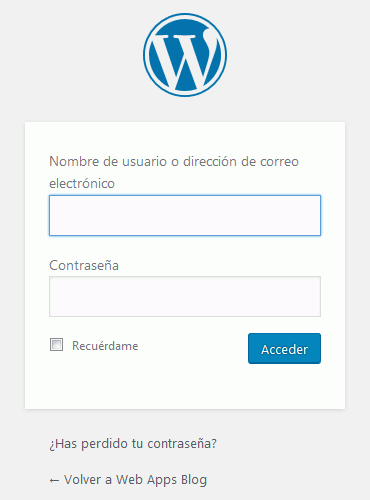 Nombre de usuario o dirección de correo
electrónico
Contraseña
Recuérdame
Acceder
¿Has perdido tu contraseña?
← Volver a Web Apps Blog